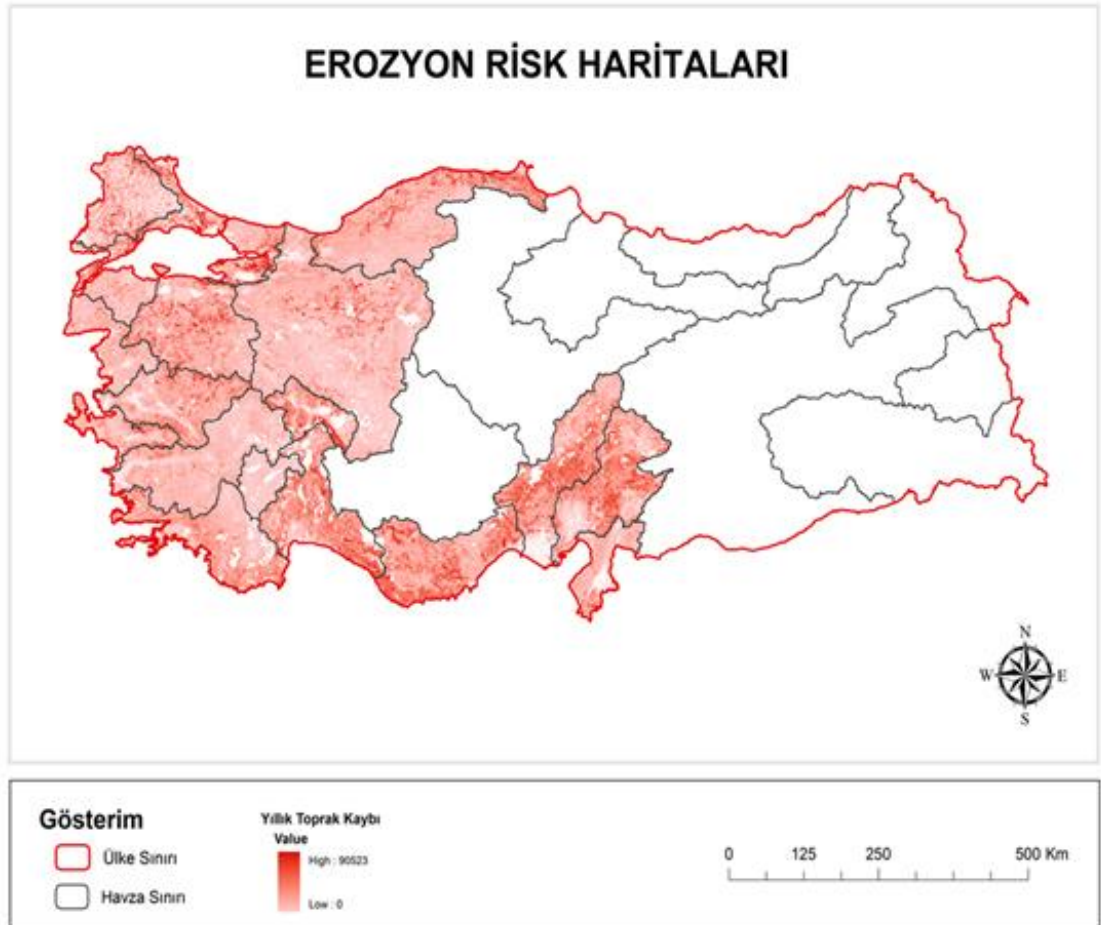 EROZYON RİSK HARİTALARI
N
W E
S
Gösterim
Ülke Sınırı
Havza Sınırı
Yıllık Toprak Kaybı
Value
High : 90523
Low : 0
0 125 250 500 Km